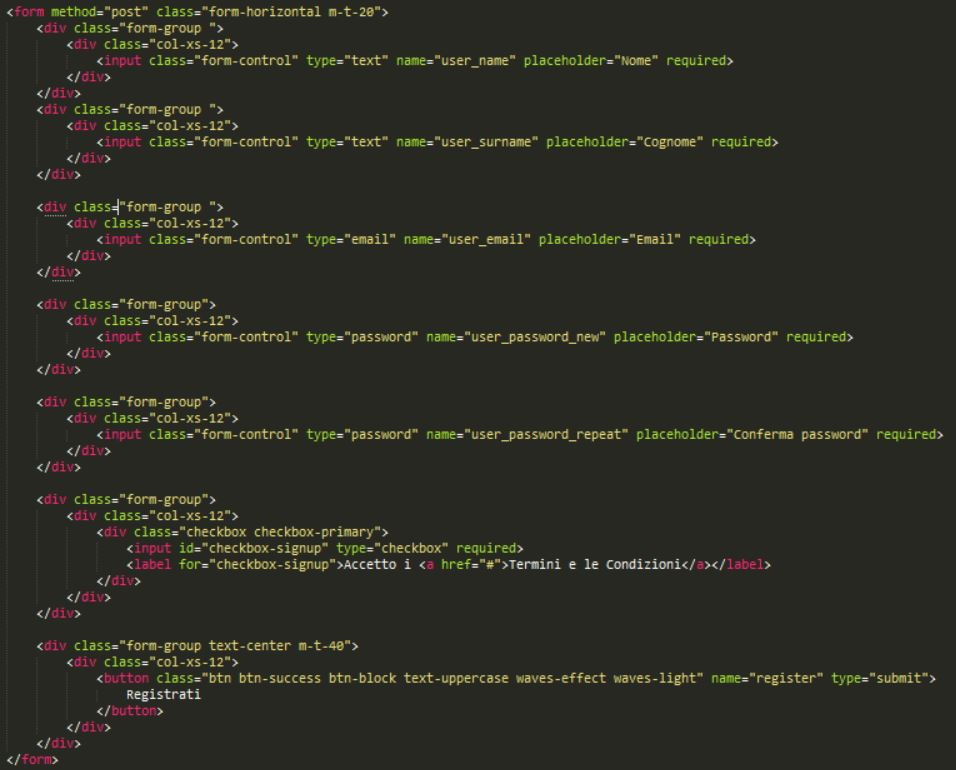 <form method="post" class="form-horizontal m-t-20">
    <div class="form-group ">
        <div class="col-xs-12">
            <input class="form-control" type="text" name="user_name" placeholder="Nome" required>
        </div>
    </div>
    <div class="form-group ">
        <div class="col-xs-12">
            <input class="form-control" type="text" name="user_surname" placeholder="Cognome" required>
        </div>
    </div>

    <div class="form-group ">
        <div class="col-xs-12">
            <input class="form-control" type="email" name="user_email" placeholder="Email" required>
        </div>
    </div>

    <div class="form-group">
        <div class="col-xs-12">
            <input class="form-control" type="password" name="user_password_new" placeholder="Password" required>
        </div>
    </div>

    <div class="form-group">
        <div class="col-xs-12">
            <input class="form-control" type="password" name="user_password_repeat" placeholder="Conferma password" required>
        </div>
    </div>

    <div class="form-group">
        <div class="col-xs-12">
            <div class="checkbox checkbox-primary">
                <input id="checkbox-signup" type="checkbox" required>
                <label for="checkbox-signup">Accetto i <a href="#">Termini e le Condizioni</a></label>
            </div>
        </div>
    </div>

    <div class="form-group text-center m-t-40">
        <div class="col-xs-12">
            <button class="btn btn-success btn-block text-uppercase waves-effect waves-light" name="register" type="submit">
                Registrati
            </button>
        </div>
    </div>
</form>